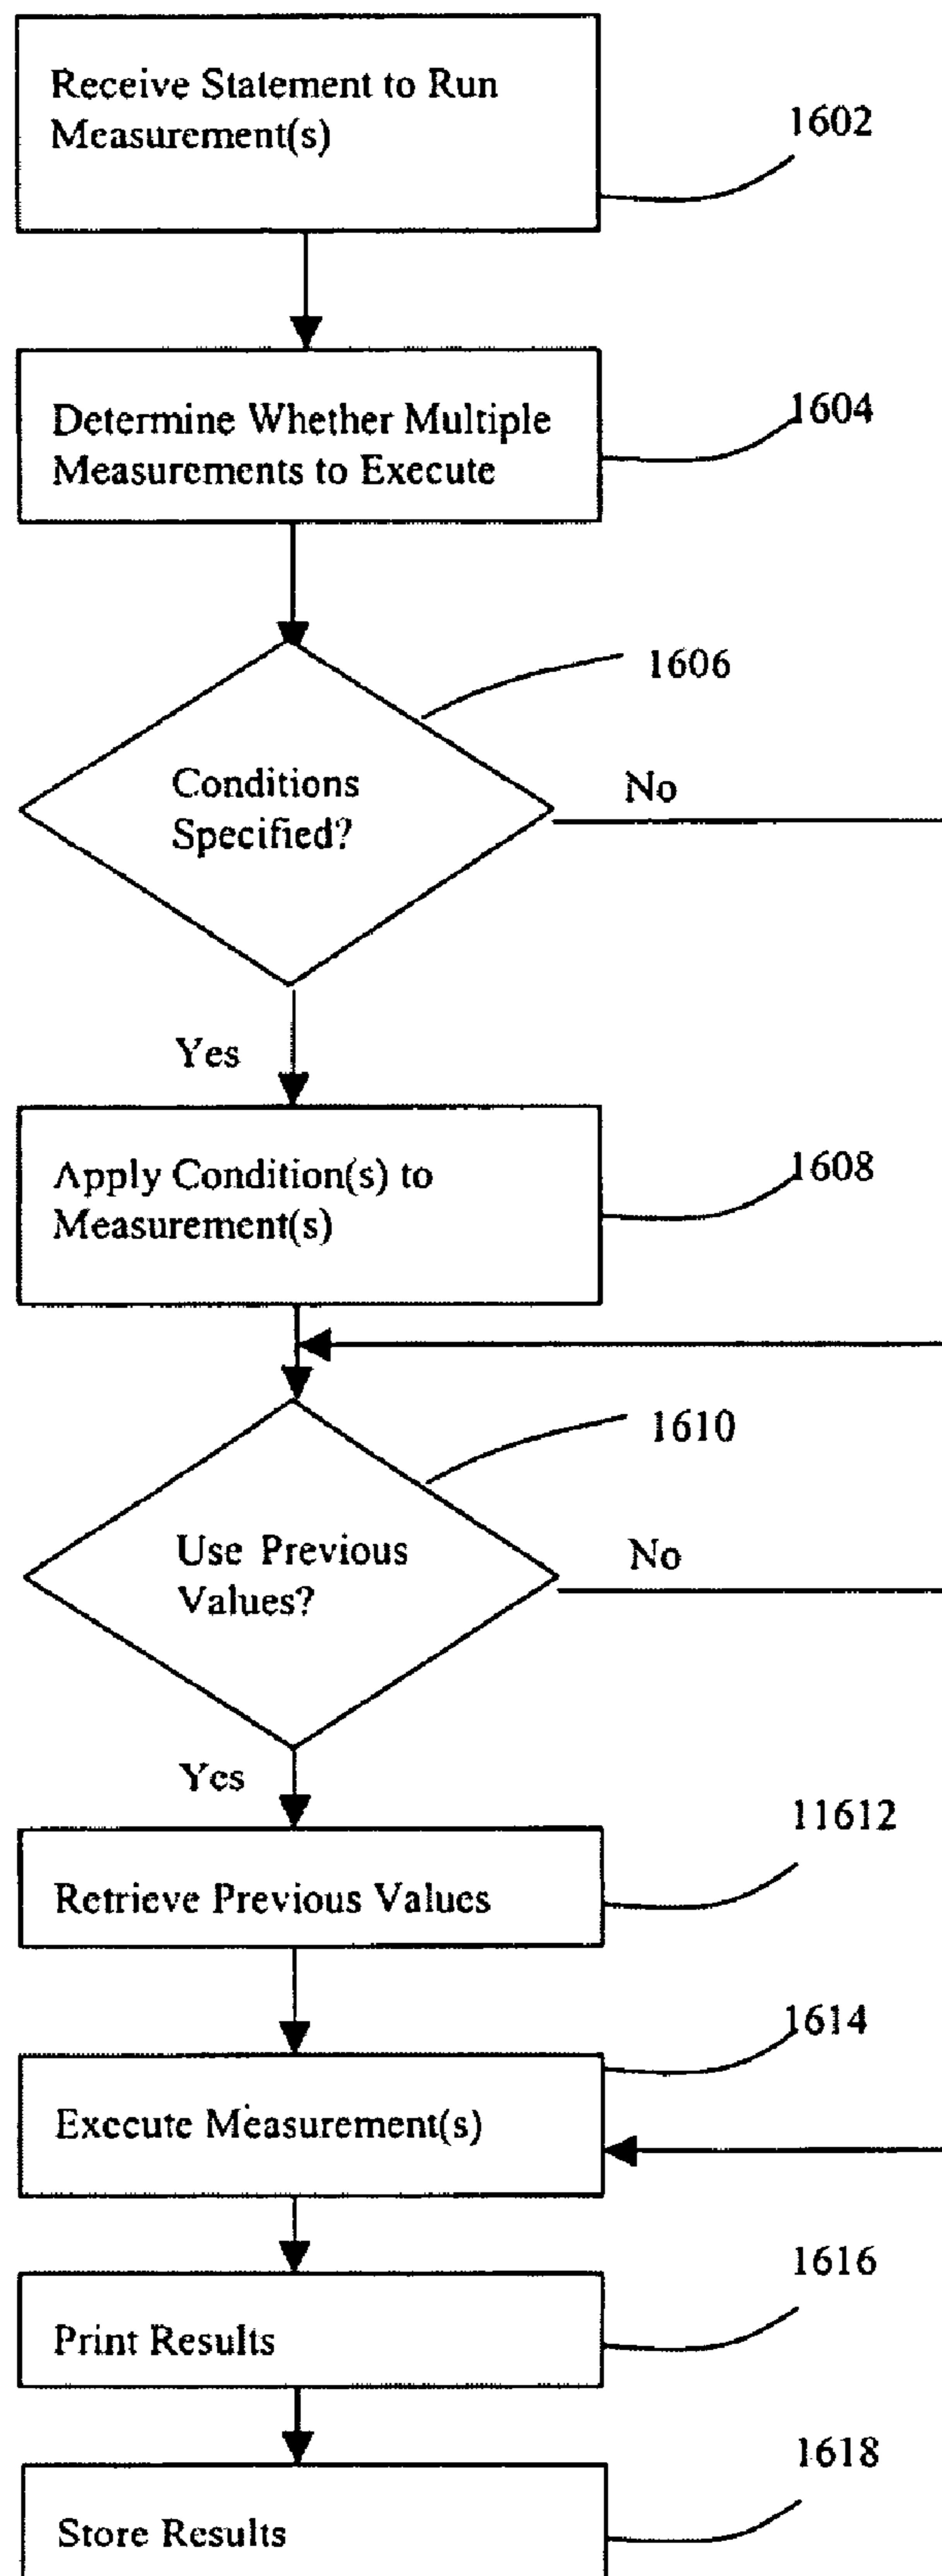 Receive Statement to Run
Measurement(s)
1602
Determine Whether Multiple
Measurements to Execute
1604
1606
Conditions
Specified?
No
Yes
Apply Condition(s) to
Measurement(s)
1608
1610
Use Previous
Values?
No
Yes
11612
Retrieve Previous Values
1614
Execute Measurement(s)
1616
Print Results
1618
Store Results